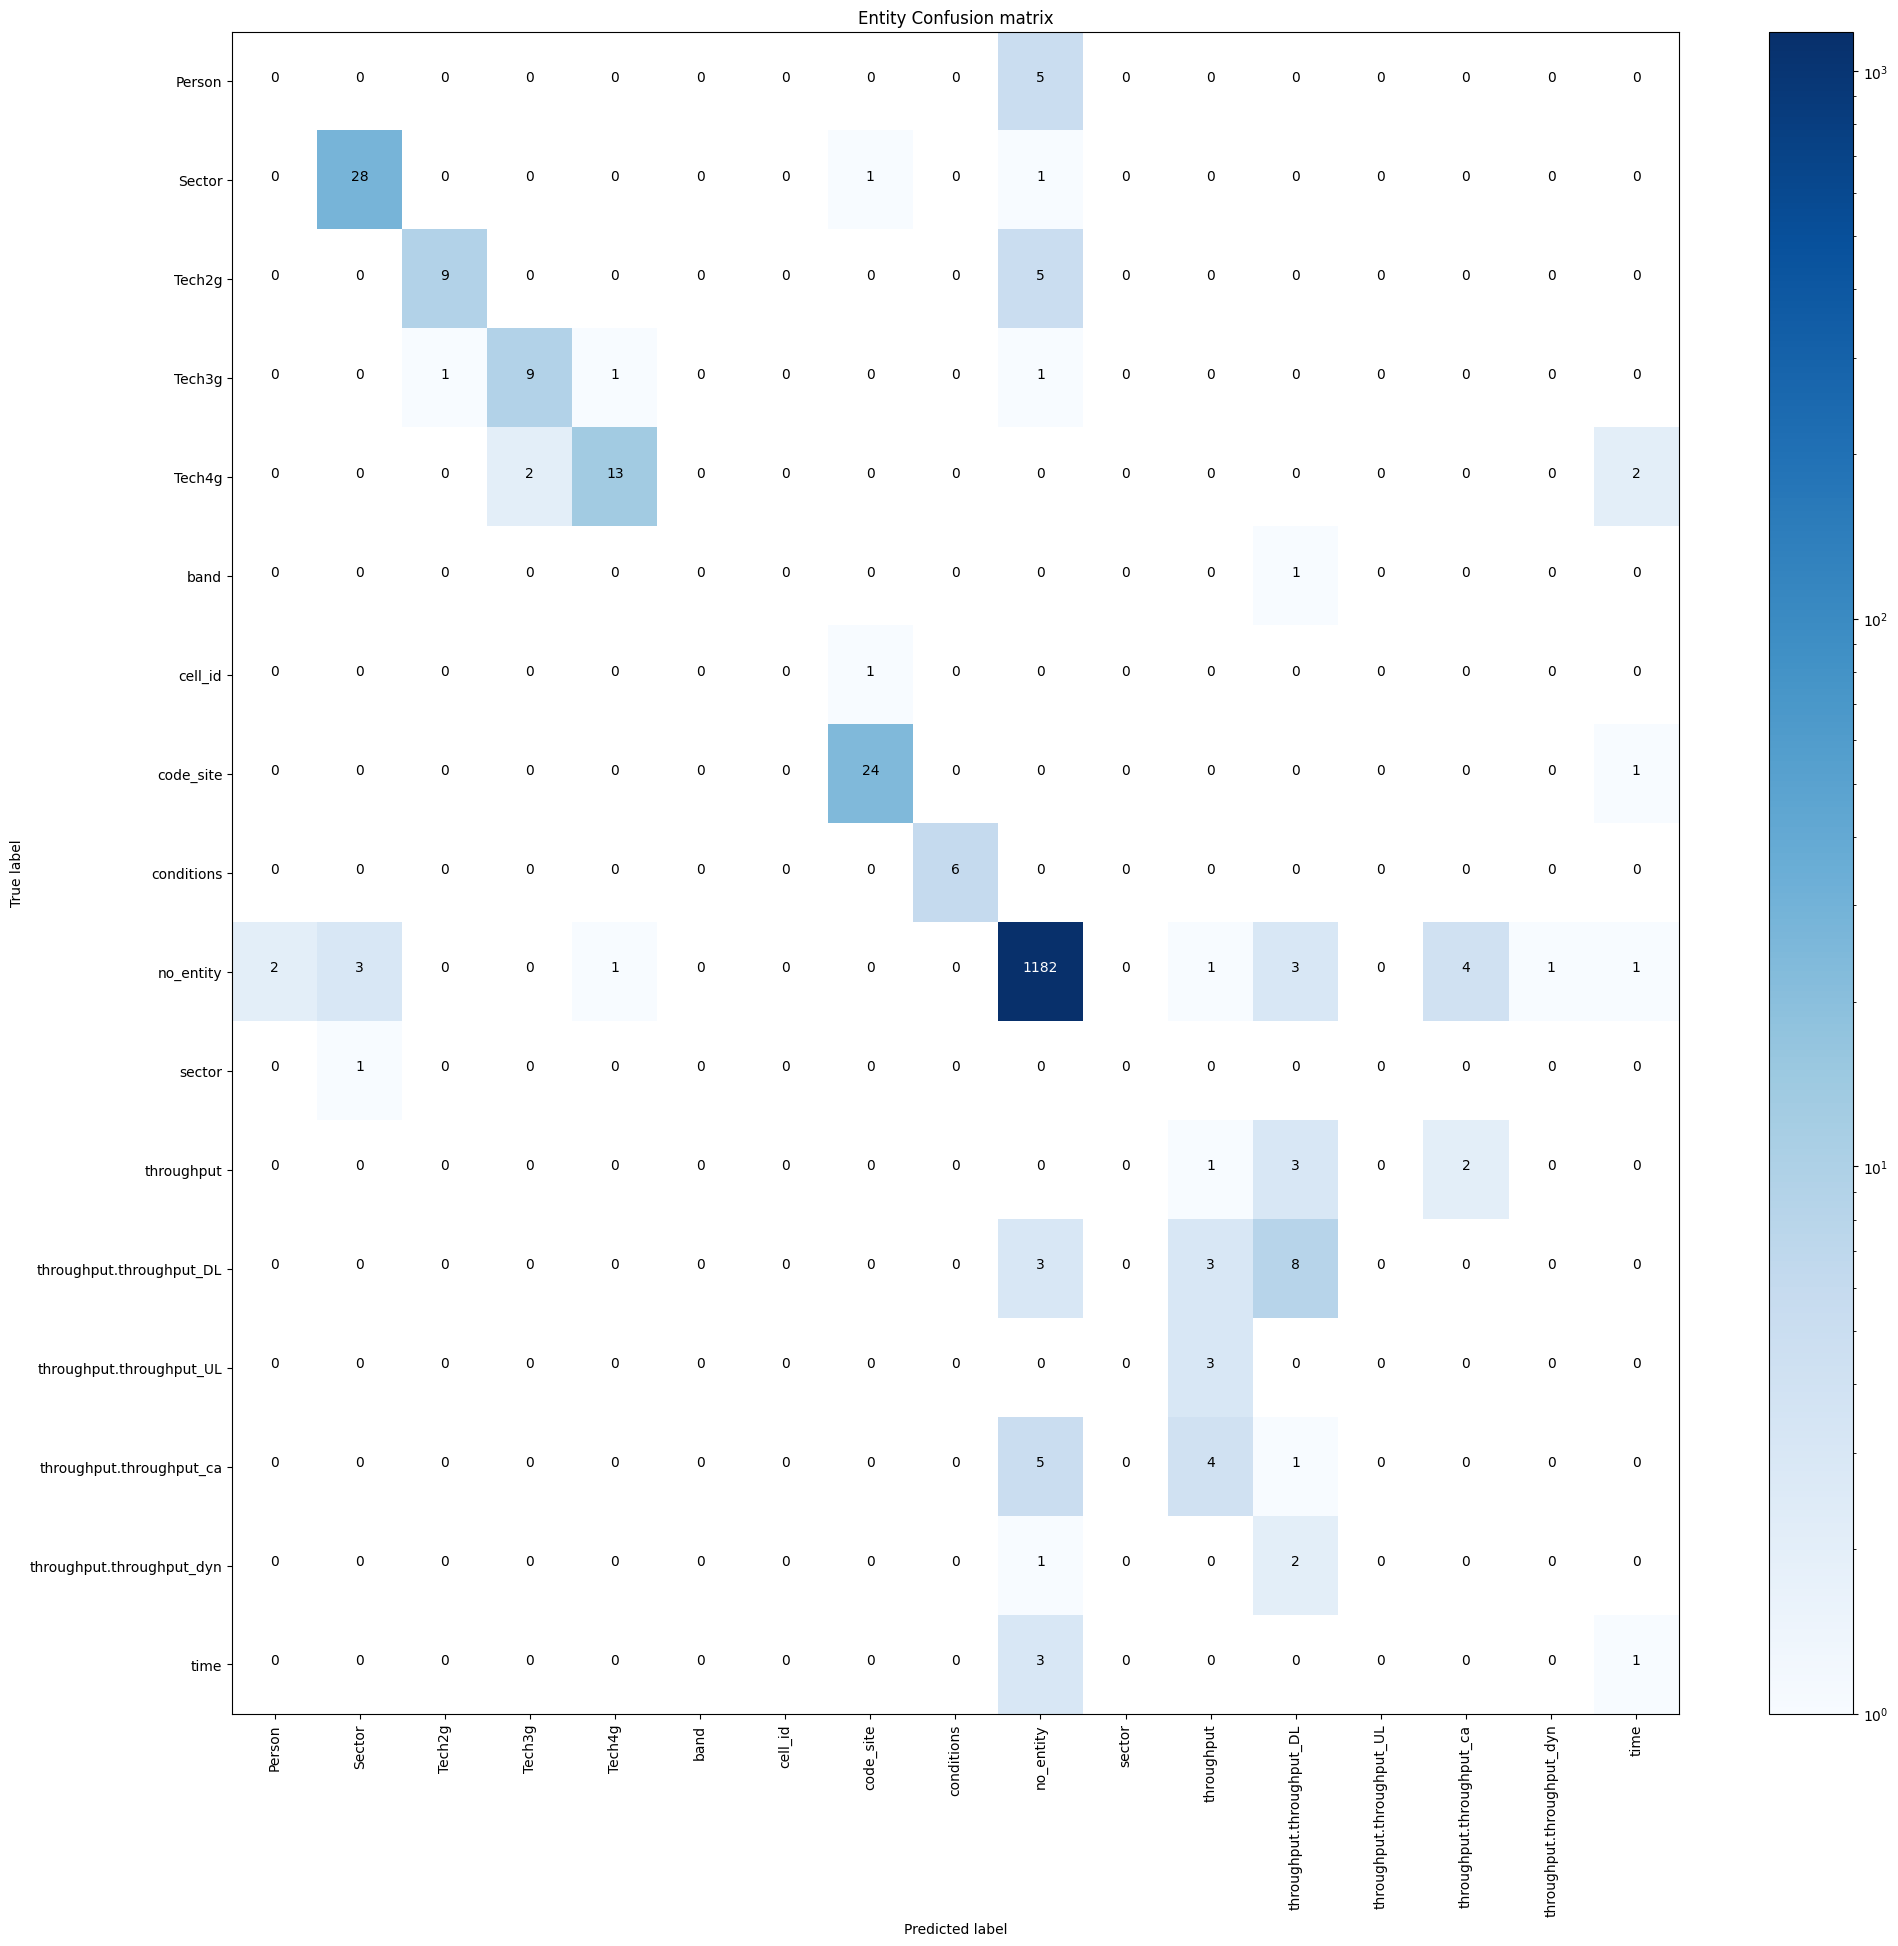 Entity Confusion matrix
Person 0 0 0 0 0 0 0 0 0 5 0 0 0 0 0 0 0
Sector 0 28 0 0 0 0 0 1 0 1 0 0 0 0 0 0 0
Tech2g 0 0 9 0 0 0 0 0 0 5 0 0 0 0 0 0 0
Tech3g 0 0 1 9 1 0 0 0 0 1 0 0 0 0 0 0 0
Tech4g 0 0 0 2 13 0 0 0 0 0 0 0 0 0 0 0 2
band 0 0 0 0 0 0 0 0 0 0 0 0 1 0 0 0 0
cell_id 0 0 0 0 0 0 0 1 0 0 0 0 0 0 0 0 0
code_site 0 0 0 0 0 0 0 24 0 0 0 0 0 0 0 0 1
conditions 0 0 0 0 0 0 0 0 6 0 0 0 0 0 0 0 0
no_entity 2 3 0 0 1 0 0 0 0 1182 0 1 3 0 4 1 1
sector 0 1 0 0 0 0 0 0 0 0 0 0 0 0 0 0 0
throughput 0 0 0 0 0 0 0 0 0 0 0 1 3 0 2 0 0
throughput.throughput_DL 0 0 0 0 0 0 0 0 0 3 0 3 8 0 0 0 0
throughput.throughput_UL 0 0 0 0 0 0 0 0 0 0 0 3 0 0 0 0 0
throughput.throughput_ca 0 0 0 0 0 0 0 0 0 5 0 4 1 0 0 0 0
throughput.throughput_dyn 0 0 0 0 0 0 0 0 0 1 0 0 2 0 0 0 0
time 0 0 0 0 0 0 0 0 0 3 0 0 0 0 0 0 1
True label
Person
Sector
Tech2g
Tech3g
Tech4g
band
cell_id
code_site
conditions
no_entity
sector
throughput
throughput.throughput_DL
throughput.throughput_UL
throughput.throughput_ca
throughput.throughput_dyn
time
Predicted label
10³
10²
10¹
10⁰